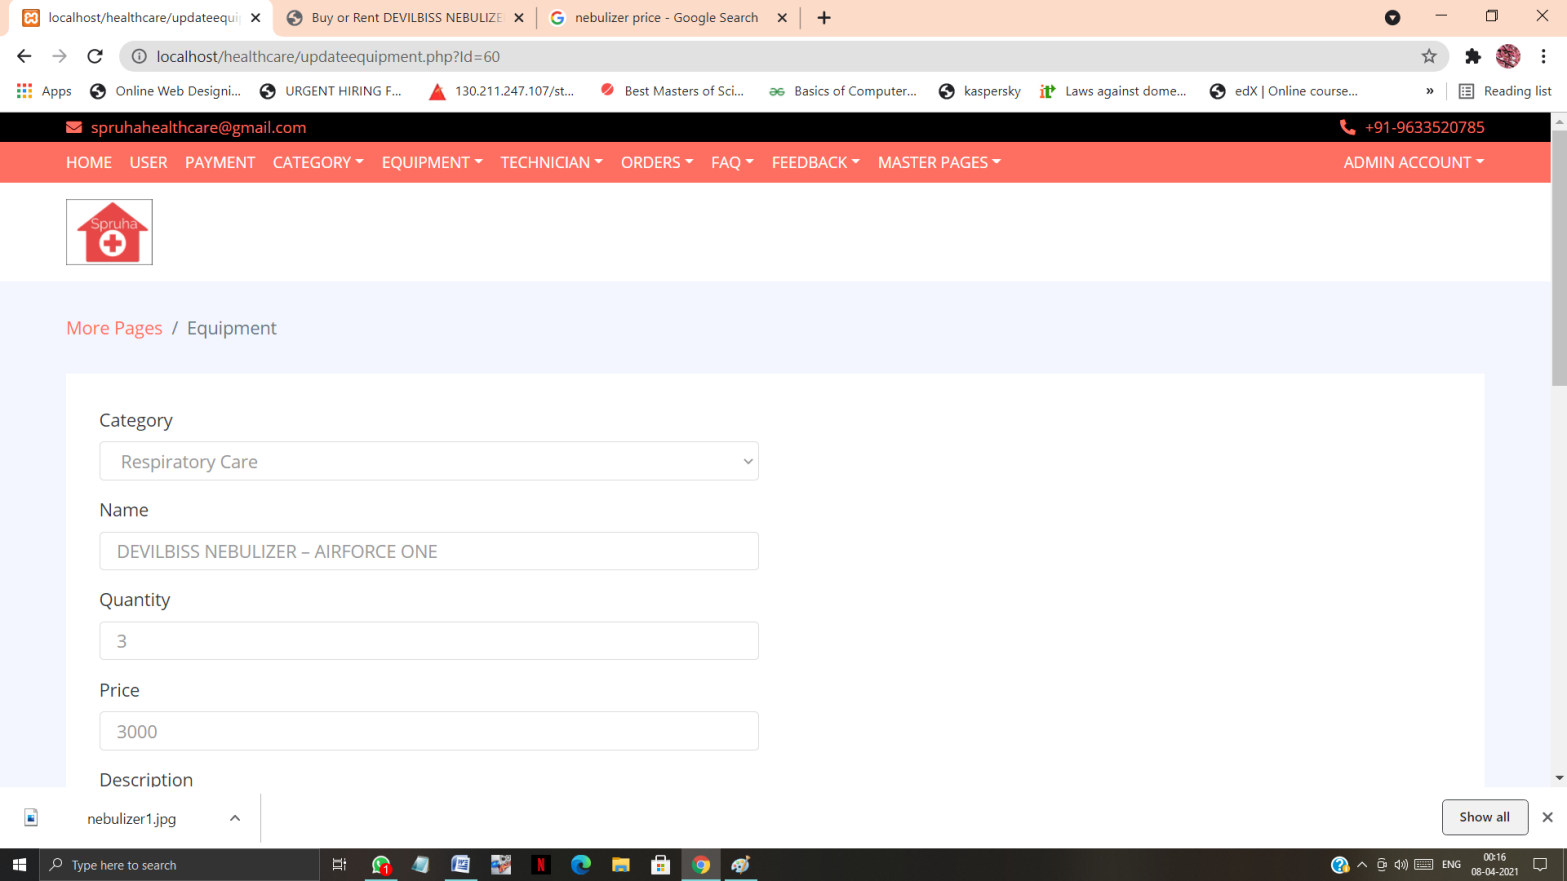 localhost/healthcare/updateequi
Buy or Rent DEVILBISS NEBULIZE
nebulizer price - Google Search
localhost/healthcare/updateequipment.php?Id=60
Apps
Online Web Designi...
URGENT HIRING F...
130.211.247.107/st...
Best Masters of Sci...
Basics of Computer...
kaspersky
Laws against dome...
edX | Online course...
»
Reading list
spruhahealthcare@gmail.com
+91-9633520785
HOME USER PAYMENT CATEGORY EQUIPMENT TECHNICIAN ORDERS FAQ FEEDBACK MASTER PAGES ADMIN ACCOUNT
Spruha
More Pages / Equipment
Category
Respiratory Care
Name
DEVILBISS NEBULIZER – AIRFORCE ONE
Quantity
3
Price
3000
Description
nebulizer1.jpg
Show all
Type here to search
1
N
ENG
00:16
08-04-2021